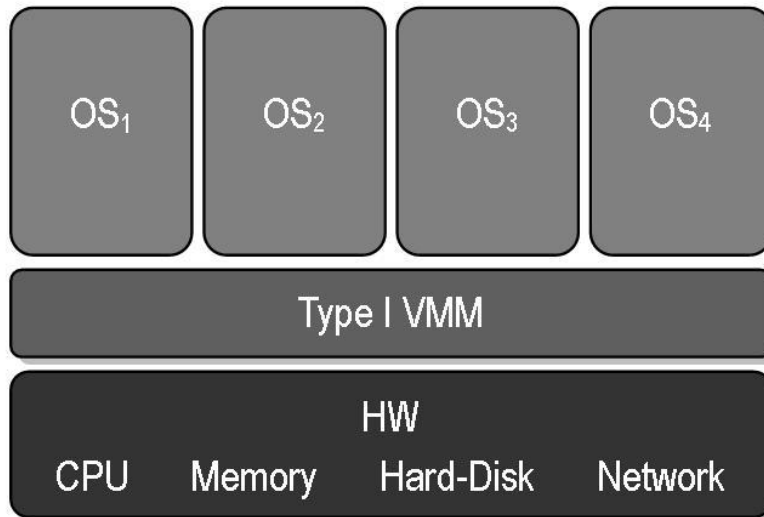 OS₁ OS₂ OS₃ OS₄
Type I VMM
HW
CPU Memory Hard-Disk Network